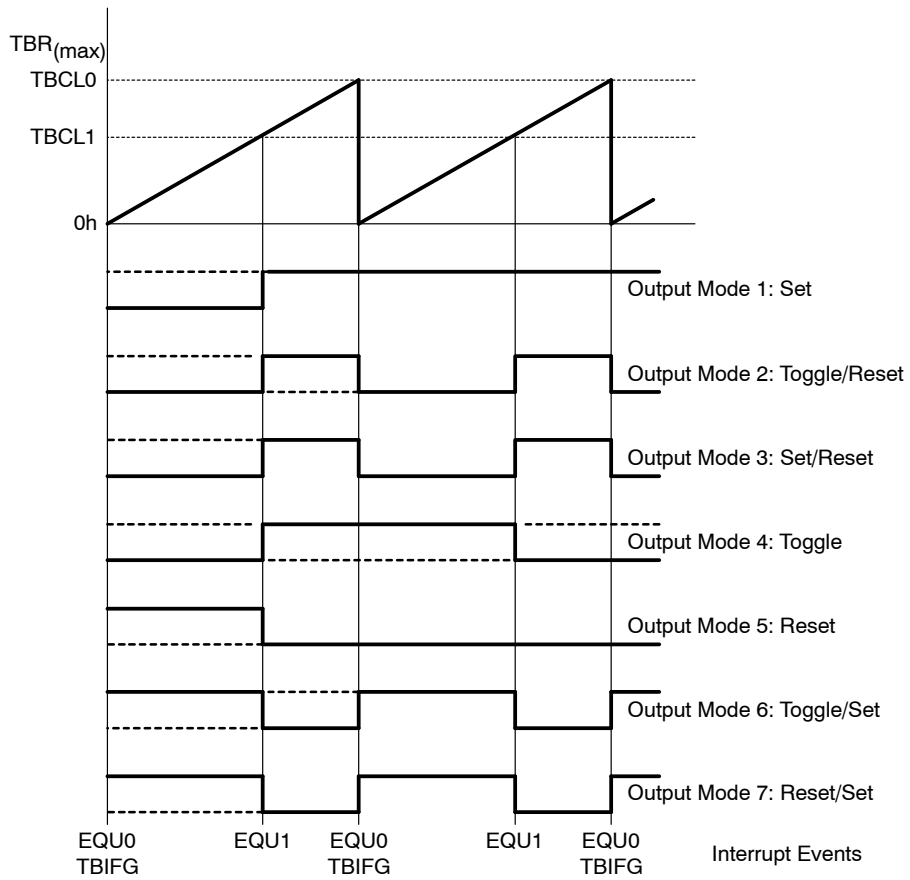 TBR(max)
TBCL0
TBCL1
0h
Output Mode 1: Set
Output Mode 2: Toggle/Reset
Output Mode 3: Set/Reset
Output Mode 4: Toggle
Output Mode 5: Reset
Output Mode 6: Toggle/Set
Output Mode 7: Reset/Set
EQU0 EQU1 EQU0 EQU1 EQU0
TBIFG TBIFG TBIFG
Interrupt Events